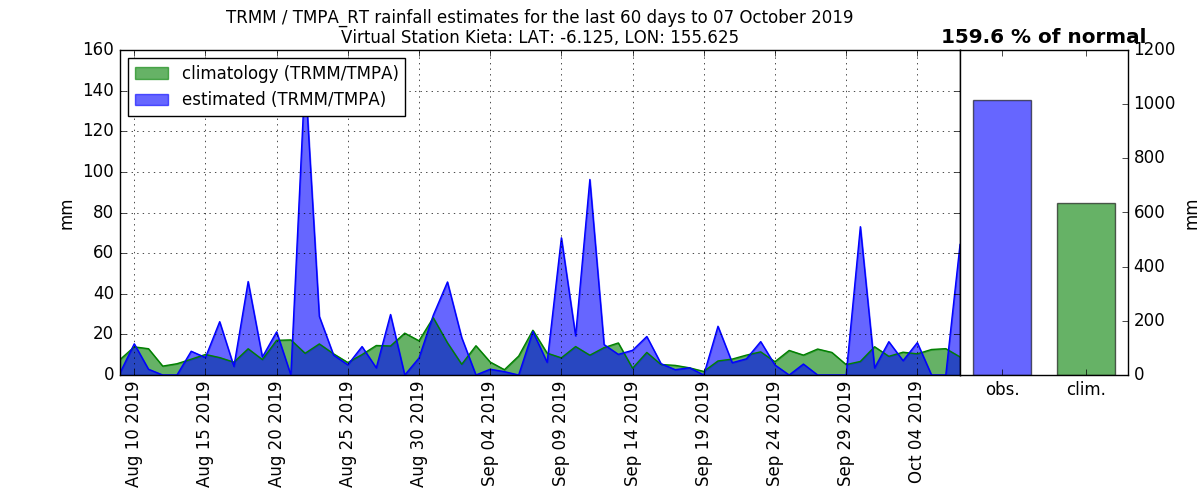 TRMM / TMPA_RT rainfall estimates for the last 60 days to 07 October 2019
Virtual Station Kieta: LAT: -6.125, LON: 155.625
159.6 % of normal
climatology (TRMM/TMPA)
estimated (TRMM/TMPA)
mm
160
140
120
100
80
60
40
20
0
Aug 10 2019
Aug 15 2019
Aug 20 2019
Aug 25 2019
Aug 30 2019
Sep 04 2019
Sep 09 2019
Sep 14 2019
Sep 19 2019
Sep 24 2019
Sep 29 2019
Oct 04 2019
obs.
clim.
1200
1000
800
600
400
200
0
mm